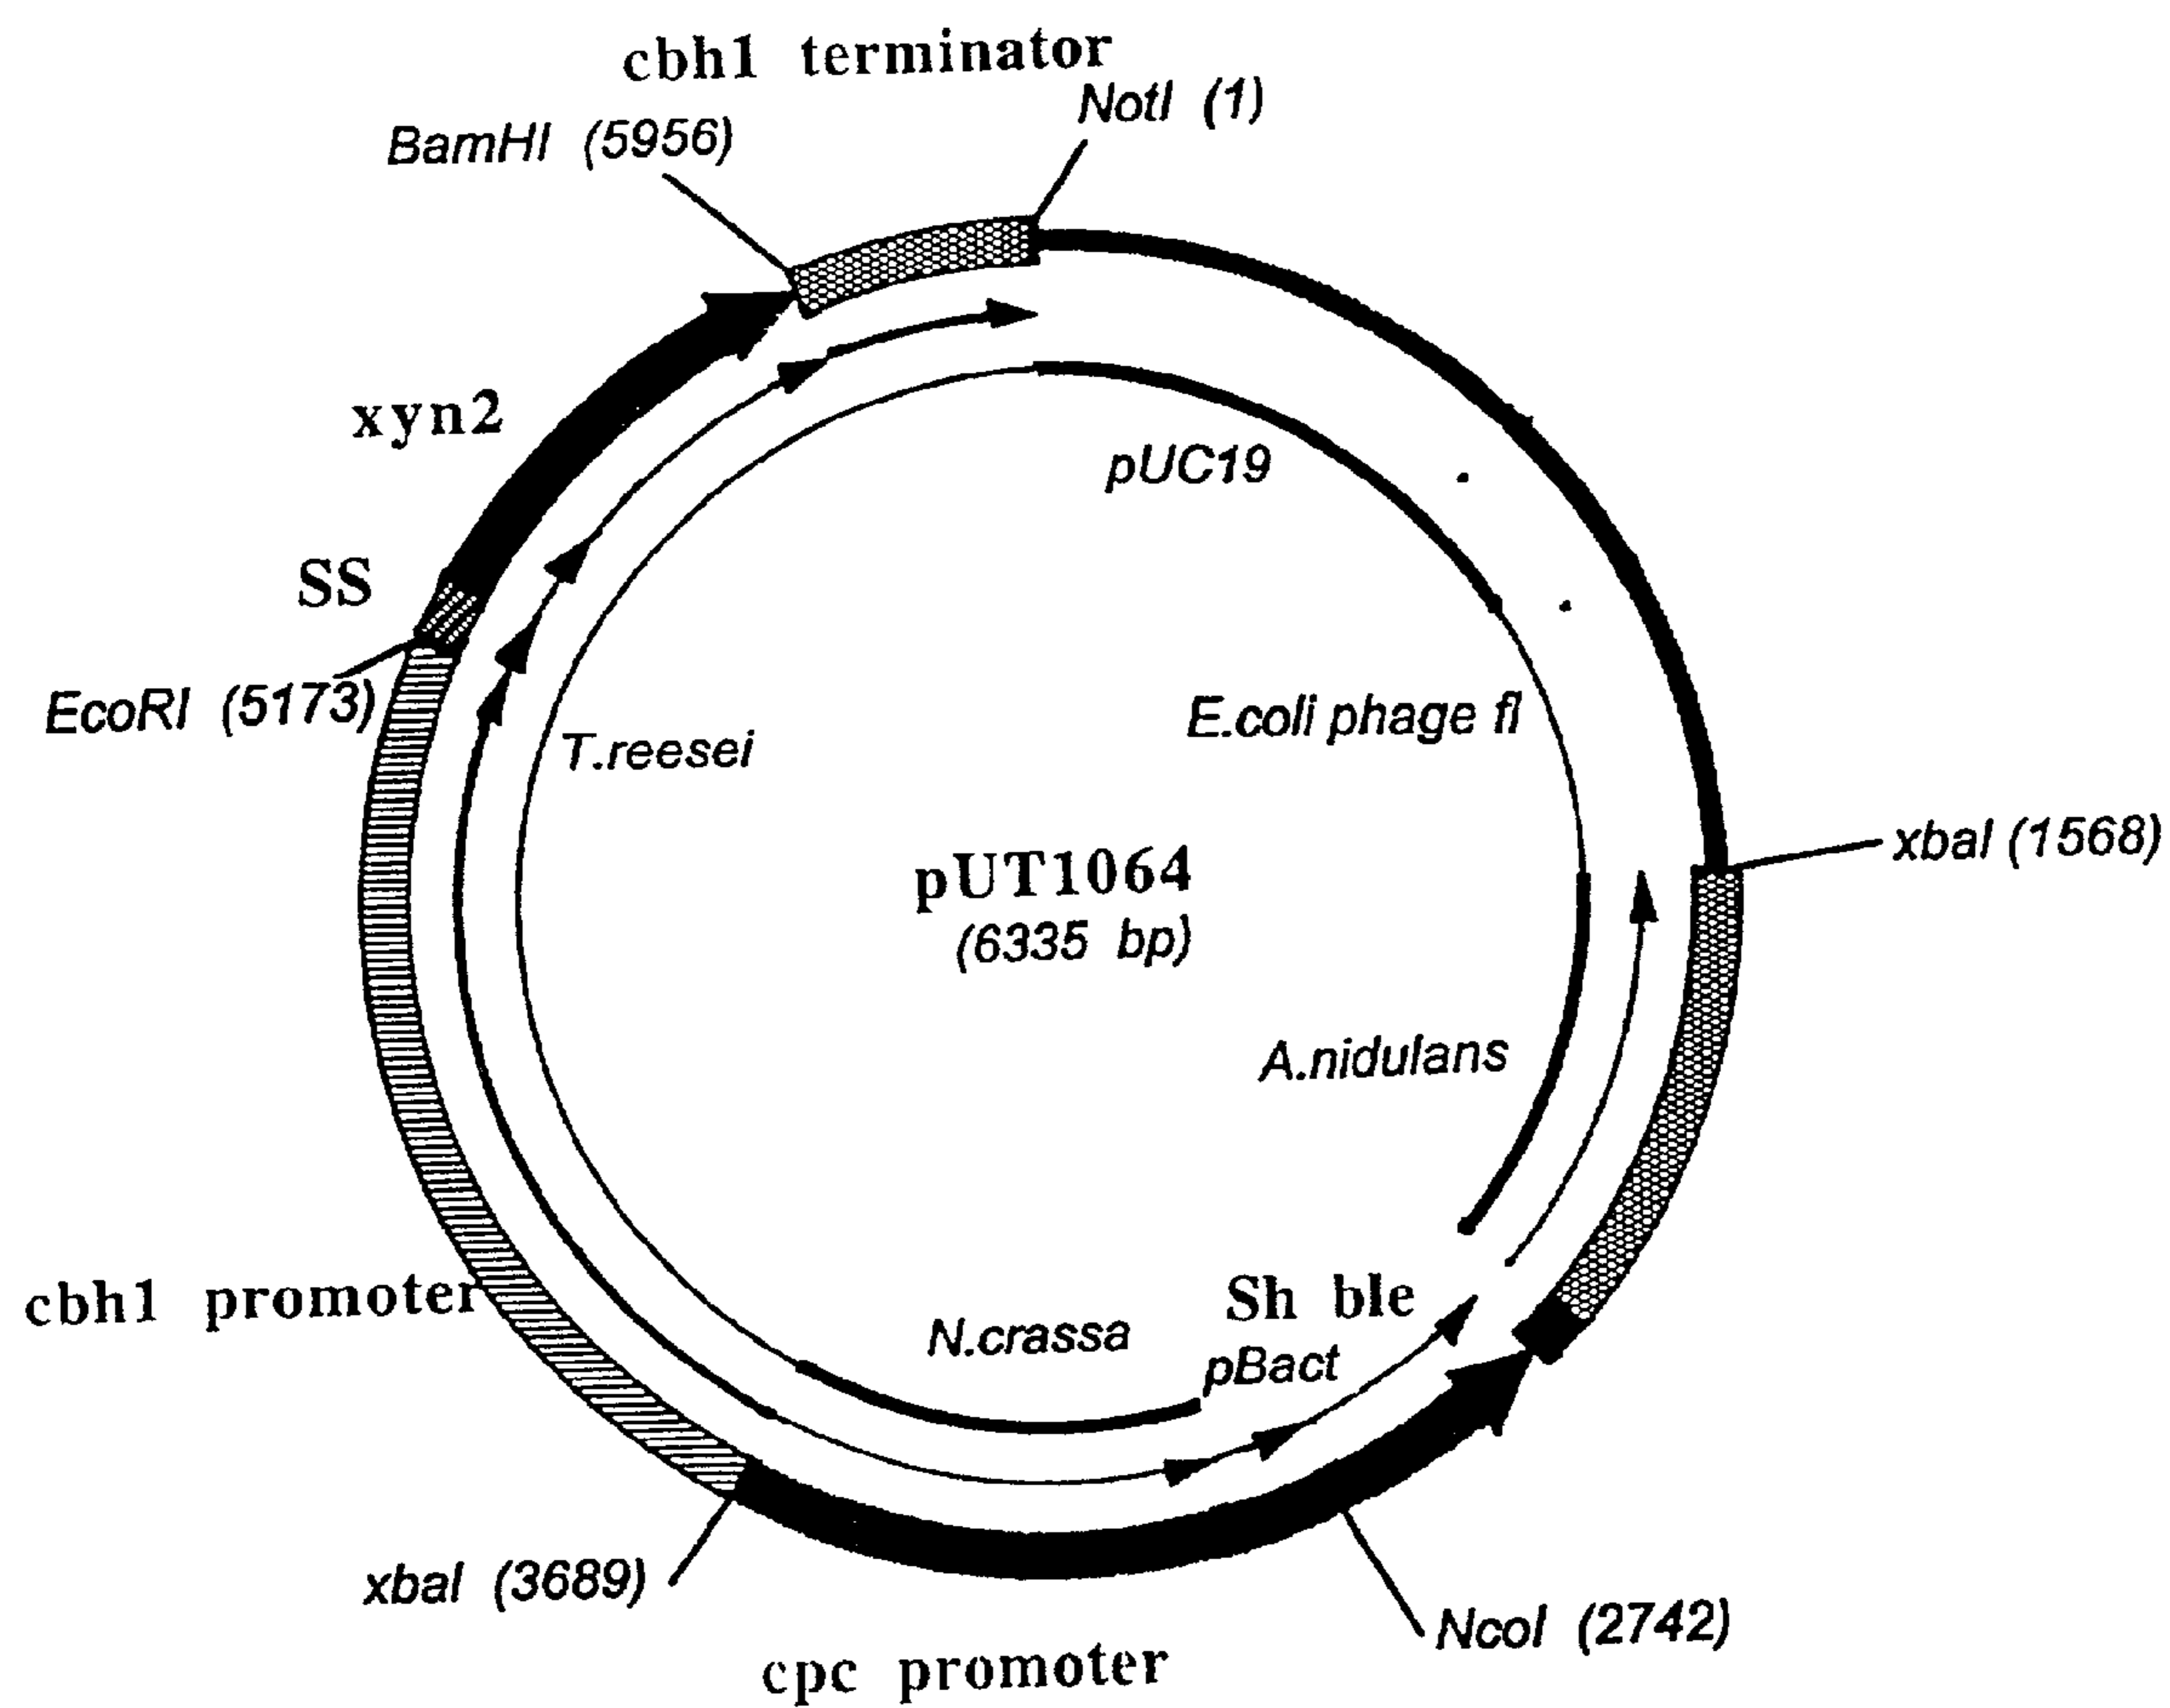 cbh1 terminator
NotI (1)
BamHI (5956)
xyn2
pUC19
SS
EcoRI (5173)
T.reesei
E.coli phage f1
xbaI (1568)
pUT1064
(6335 bp)
A.nidulans
cbh1 promoter
Sh ble
N.crassa
pBact
xbaI (3689)
NcoI (2742)
cpc promoter